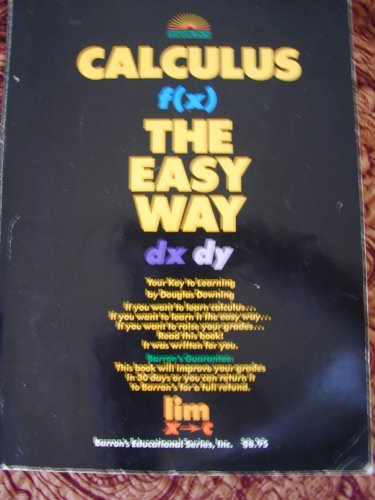 BARRON'S
CALCULUS
f(x)
THE
EASY
WAY
dx dy
Your Key to Learning
by Douglas Downing
If you want to learn calculus...
If you want to learn it the easy way...
If you want to raise your grades...
Read this book!
It was written for you.
Barron's Guarantee:
This book will improve your grades
in 30 days or you can return it
to Barron's for a full refund.
lim
x→c
Barron's Educational Series, Inc. $8.95